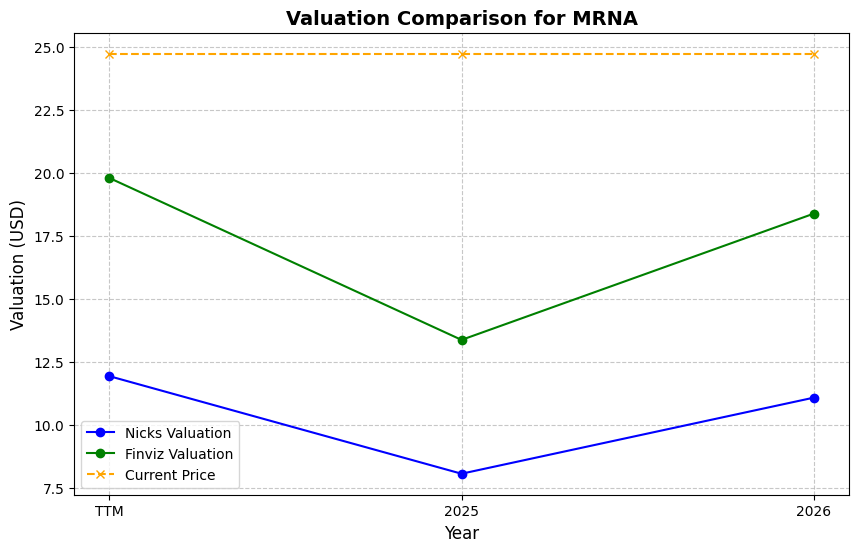 Valuation Comparison for MRNA
Valuation (USD)
25.0
22.5
20.0
17.5
15.0
12.5
10.0
7.5
Nicks Valuation
Finviz Valuation
Current Price
TTM 2025 2026
Year